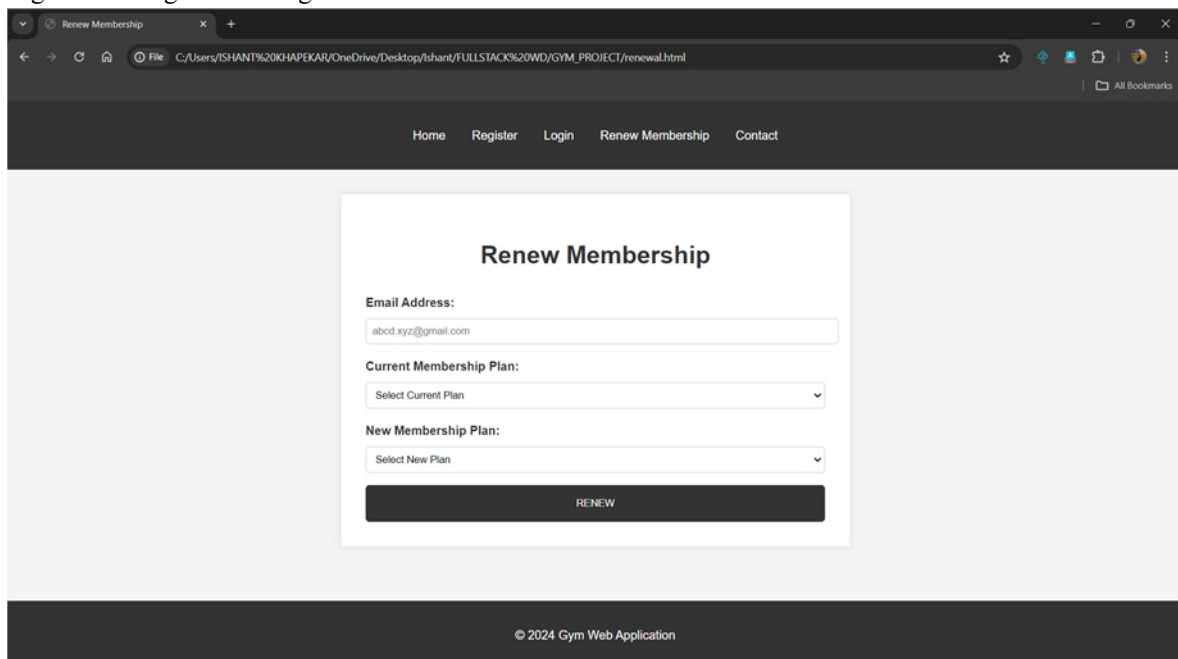 Renew Membership
File C:/Users/ISHANT%20KHAPEKAR/OneDrive/Desktop/Ishant/FULLSTACK%20WD/GYM_PROJECT/renewal.html
All Bookmarks
Home Register Login Renew Membership Contact
Renew Membership
Email Address:
abcd.xyz@gmail.com
Current Membership Plan:
Select Current Plan
New Membership Plan:
Select New Plan
RENEW
© 2024 Gym Web Application